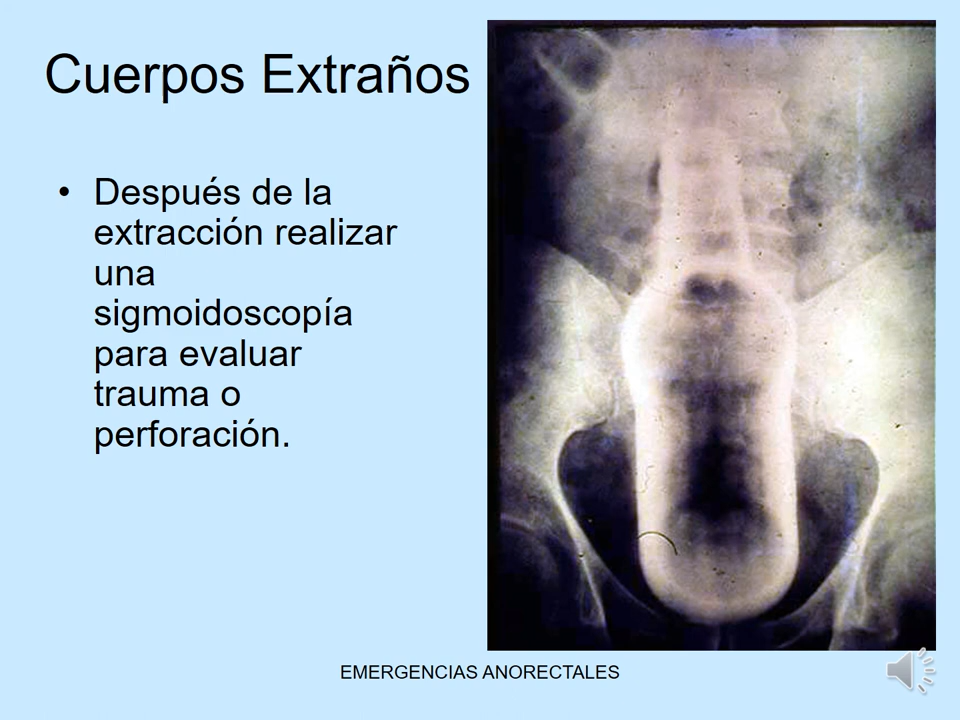 Cuerpos Extraños
• Después de la
extracción realizar
una
sigmoidoscopía
para evaluar
trauma o
perforación.
EMERGENCIAS ANORECTALES